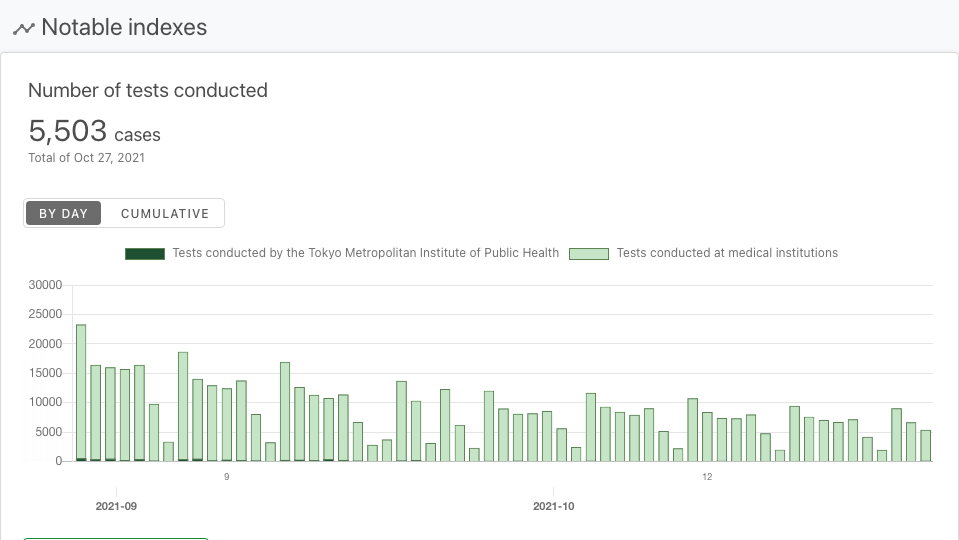 Notable indexes
Number of tests conducted
5,503 cases
Total of Oct 27, 2021
BY DAY CUMULATIVE
Tests conducted by the Tokyo Metropolitan Institute of Public Health Tests conducted at medical institutions
30000
25000
20000
15000
10000
5000
0
9 12
2021-09 2021-10